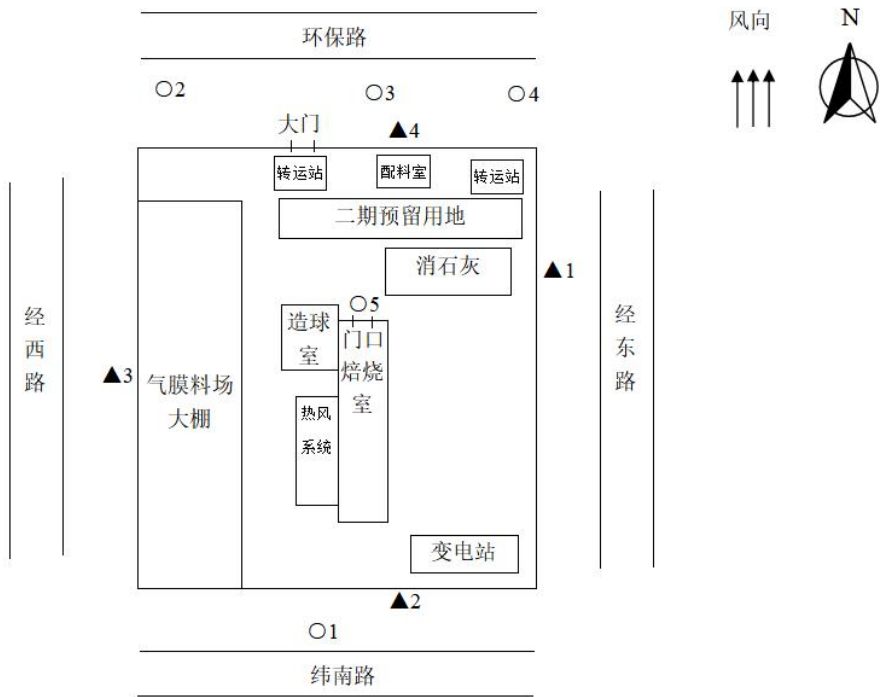 环保路
风向
N
○2
○3
○4
▲4
大门
转运站
配料室
转运站
二期预留用地
消石灰
▲1
○5
造球
室
门口
焙烧
室
经
西
路
经
东
路
▲3
气膜料场
大棚
热风
系统
变电站
▲2
○1
纬南路